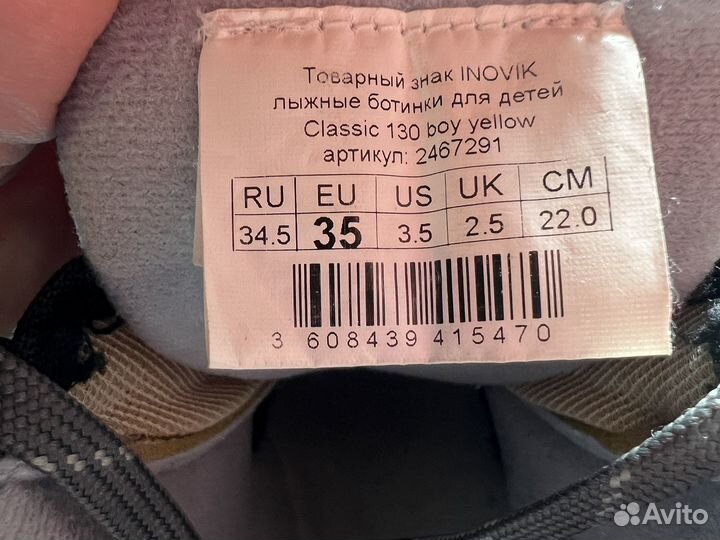 Товарный знак INOVIK
лыжные ботинки для детей
Classic 130 boy yellow
артикул: 2467291
RU EU US UK CM
34.5 35 3.5 2.5 22.0
3 608439 415470
Avito